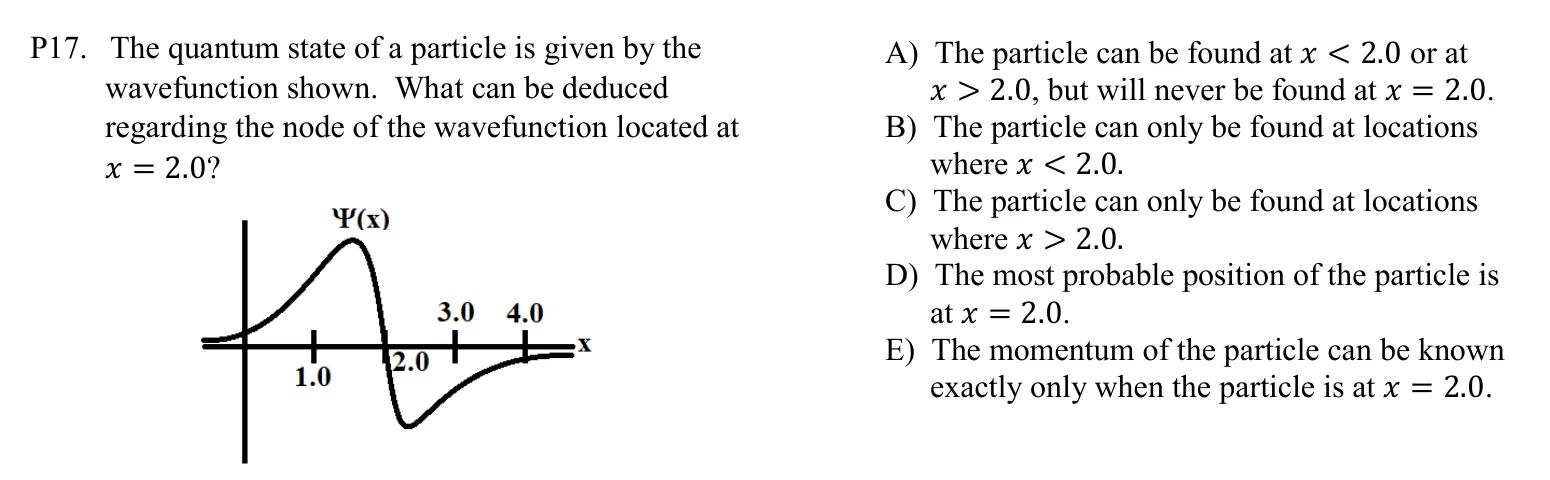 P17. The quantum state of a particle is given by the
wavefunction shown. What can be deduced
regarding the node of the wavefunction located at
x = 2.0?
Ψ(x)
3.0 4.0
x
2.0
1.0
A) The particle can be found at x < 2.0 or at
x > 2.0, but will never be found at x = 2.0.
B) The particle can only be found at locations
where x < 2.0.
C) The particle can only be found at locations
where x > 2.0.
D) The most probable position of the particle is
at x = 2.0.
E) The momentum of the particle can be known
exactly only when the particle is at x = 2.0.